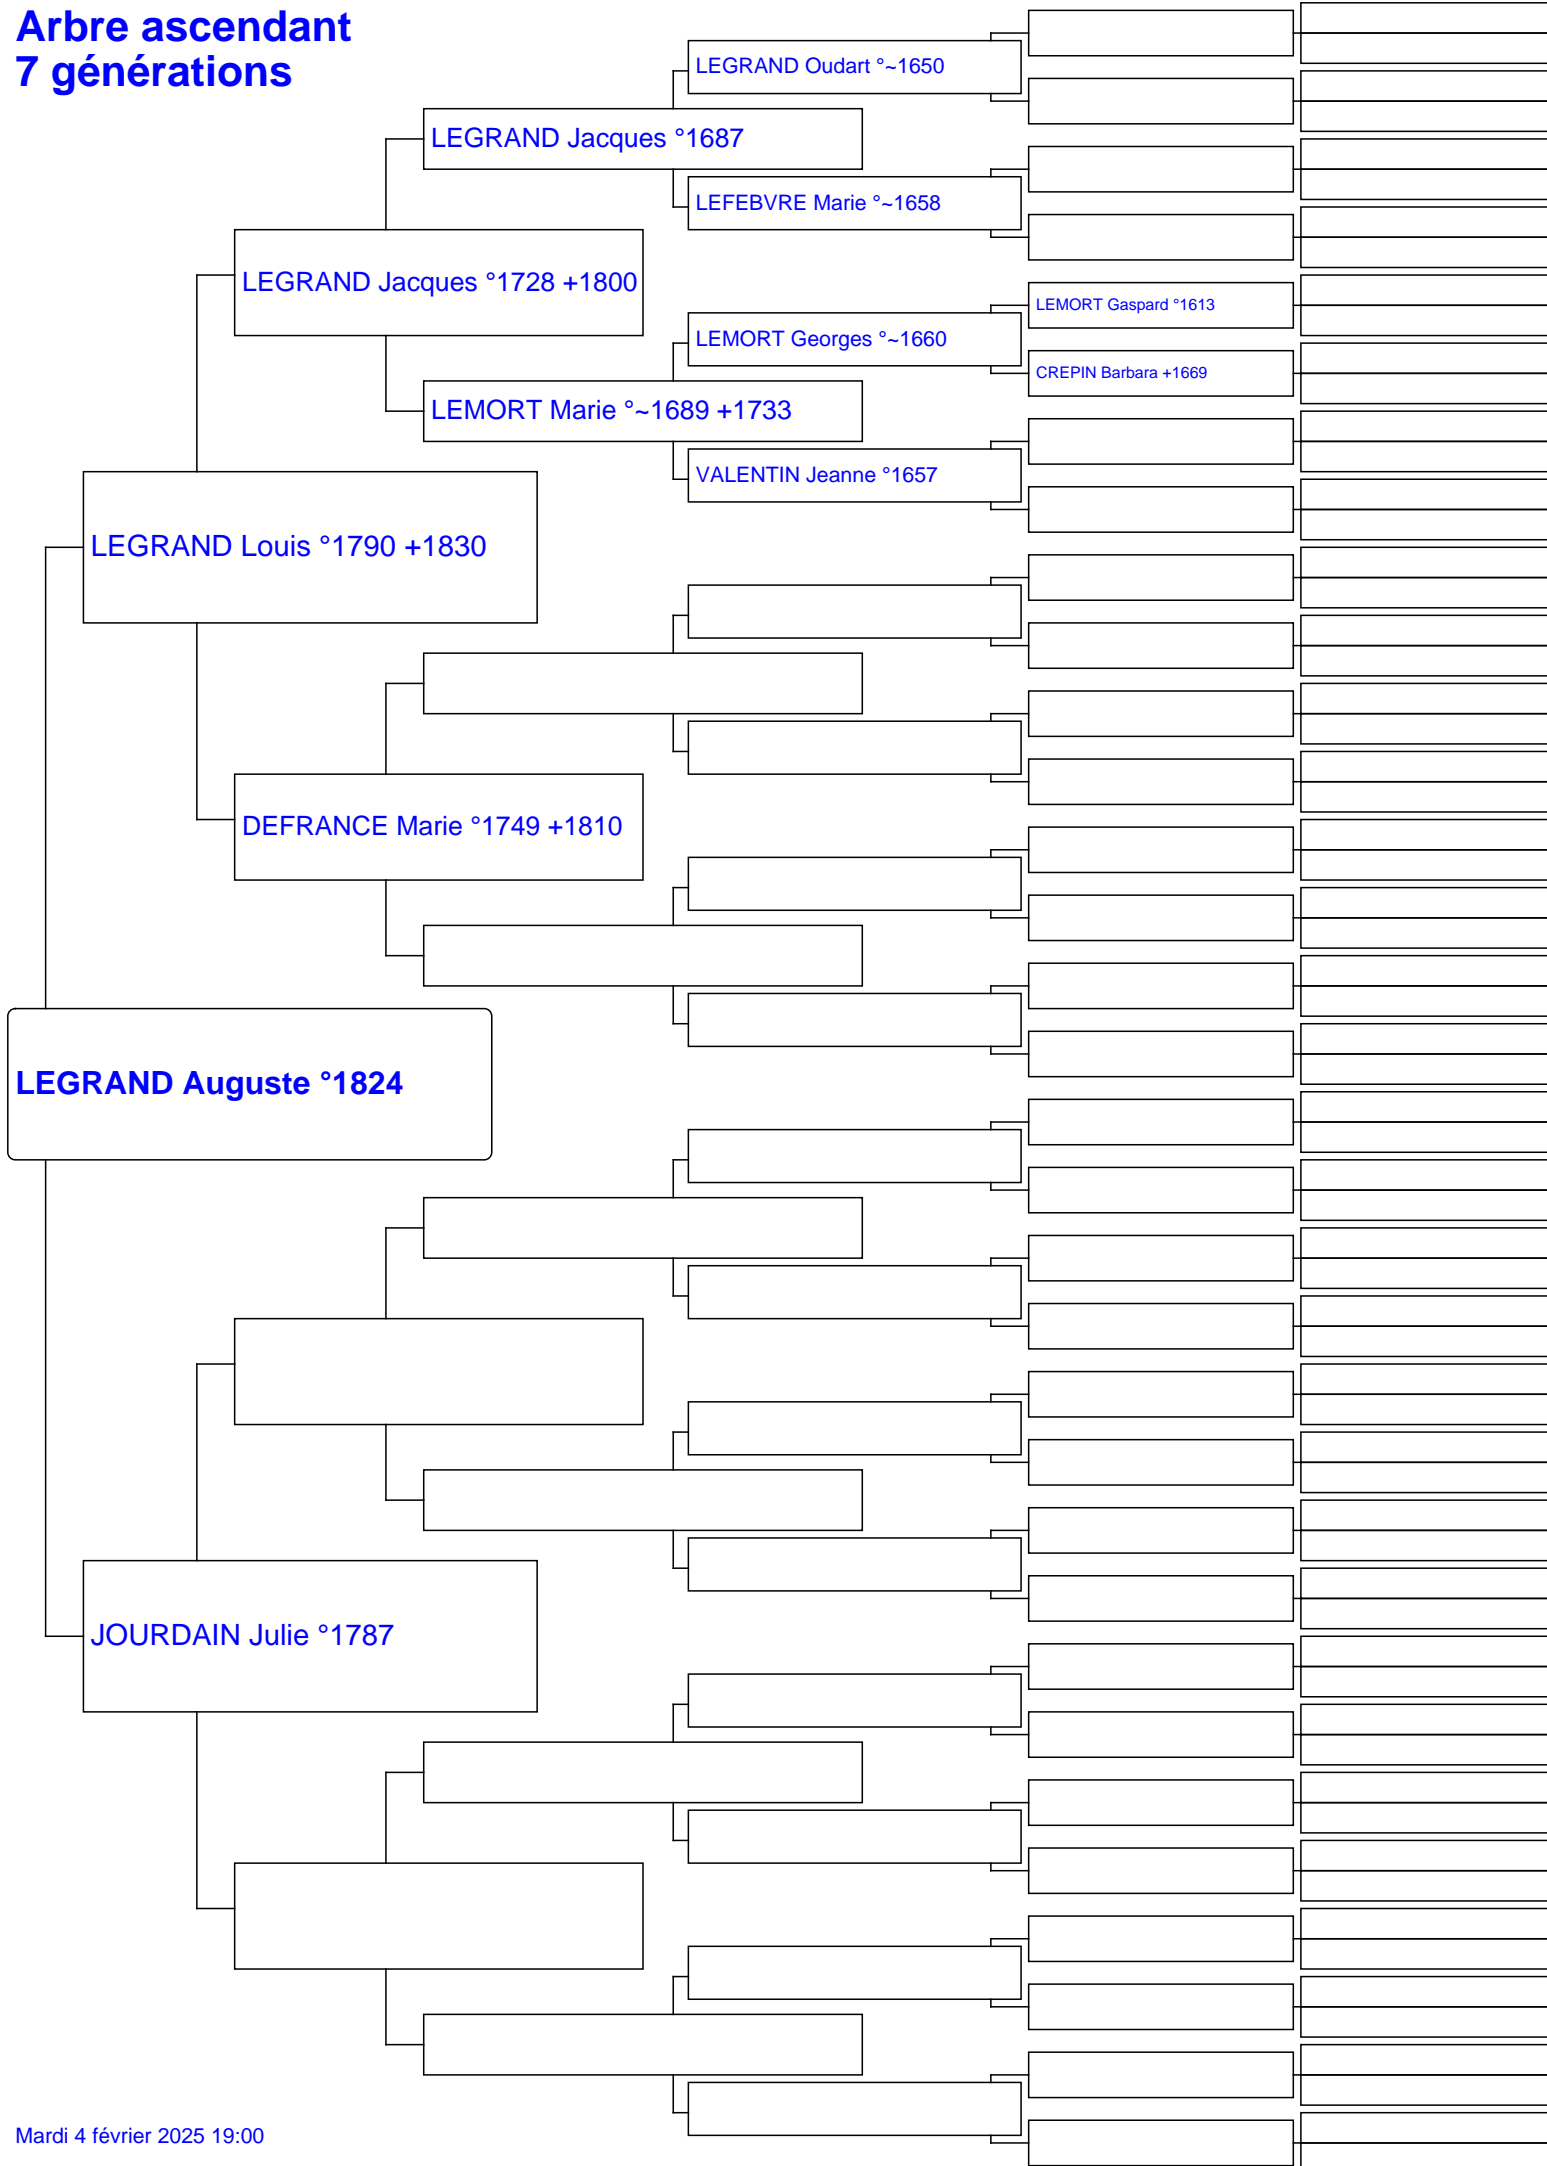 Arbre ascendant
7 générations
LEGRAND Oudart °~1650
LEGRAND Jacques °1687
LEFEBVRE Marie °~1658
LEGRAND Jacques °1728 +1800
LEMORT Gaspard °1613
LEMORT Georges °~1660
CREPIN Barbara +1669
LEMORT Marie °~1689 +1733
VALENTIN Jeanne °1657
LEGRAND Louis °1790 +1830
DEFRANCE Marie °1749 +1810
LEGRAND Auguste °1824
JOURDAIN Julie °1787
Mardi 4 février 2025 19:00